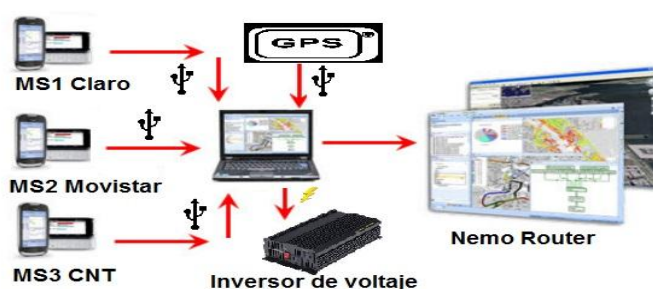 MS1 Claro
GPS
MS2 Movistar
MS3 CNT
Inversor de voltaje
Nemo Router